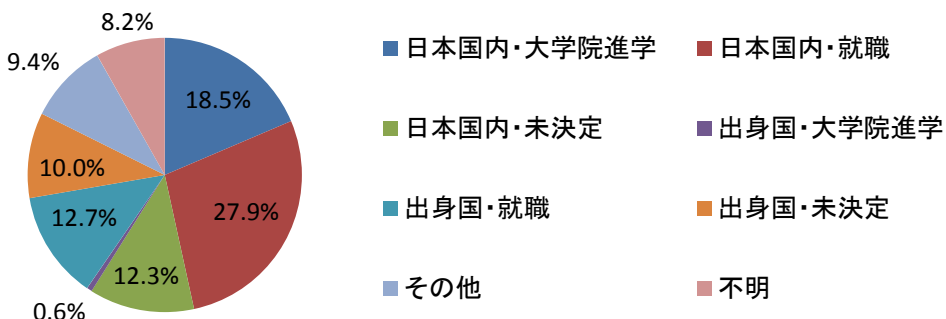 8.2%
9.4%
18.5%
10.0%
27.9%
12.7%
12.3%
0.6%
日本国内・大学院進学
日本国内・就職
日本国内・未決定
出身国・大学院進学
出身国・就職
出身国・未決定
その他
不明